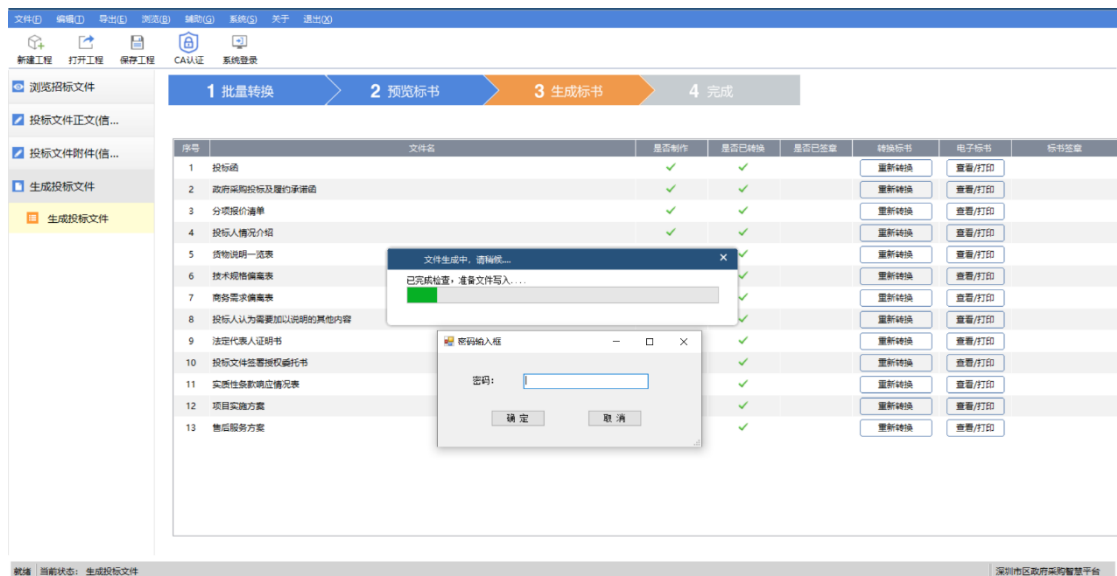 文件(F) 编辑(I) 导出(E) 浏览(B) 辅助(G) 系统(S) 关于 退出(X)
新建工程 打开工程 保存工程 CA认证 系统登录
浏览招标文件
投标文件正文(信...
投标文件附件(信...
生成投标文件
生成投标文件
1 批量转换 2 预览标书 3 生成标书 4 完成
序号 文件名 是否制作 是否已转换 是否已签章 转换标书 电子标书 标书签章
1 投标函 重新转换 查看/打印
2 政府采购投标及履约承诺函 重新转换 查看/打印
3 分项报价清单 重新转换 查看/打印
4 投标人情况介绍 重新转换 查看/打印
5 货物说明一览表 重新转换 查看/打印
6 技术规格偏离表 重新转换 查看/打印
7 商务需求偏离表 重新转换 查看/打印
8 投标人认为需要加以说明的其他内容 重新转换 查看/打印
9 法定代表人证明书 重新转换 查看/打印
10 投标文件签署授权委托书 重新转换 查看/打印
11 实质性条款响应情况表 重新转换 查看/打印
12 项目实施方案 重新转换 查看/打印
13 售后服务方案 重新转换 查看/打印
文件生成中，请稍候....
已完成检查，准备文件写入....
密码输入框
密码:
确定 取消
就绪 当前状态: 生成投标文件 深圳市区政府采购智慧平台